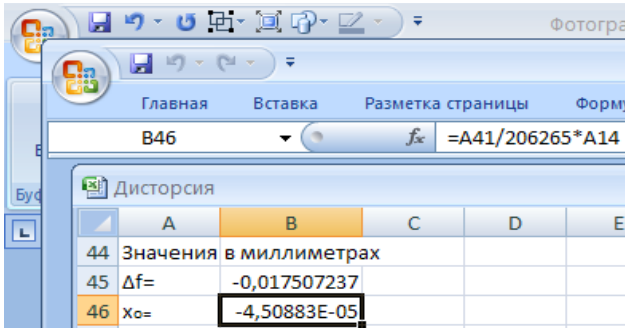 Фотогра
Главная Вставка Разметка страницы Форму
B46 fx =A41/206265*A14
Буф
Дисторсия
A B C D E
44 Значения в миллиметрах
45 Δf= -0,017507237
46 xo= -4,50883E-05